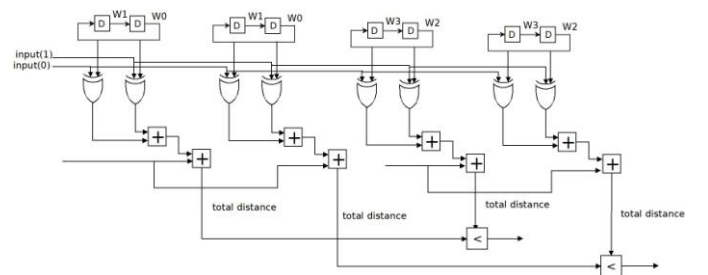 W1 W0 W1 W0 W3 W2 W3 W2
D D D D D D D D
input(1)
input(0)
+ + + +
+ + + +
total distance total distance total distance total distance
< <